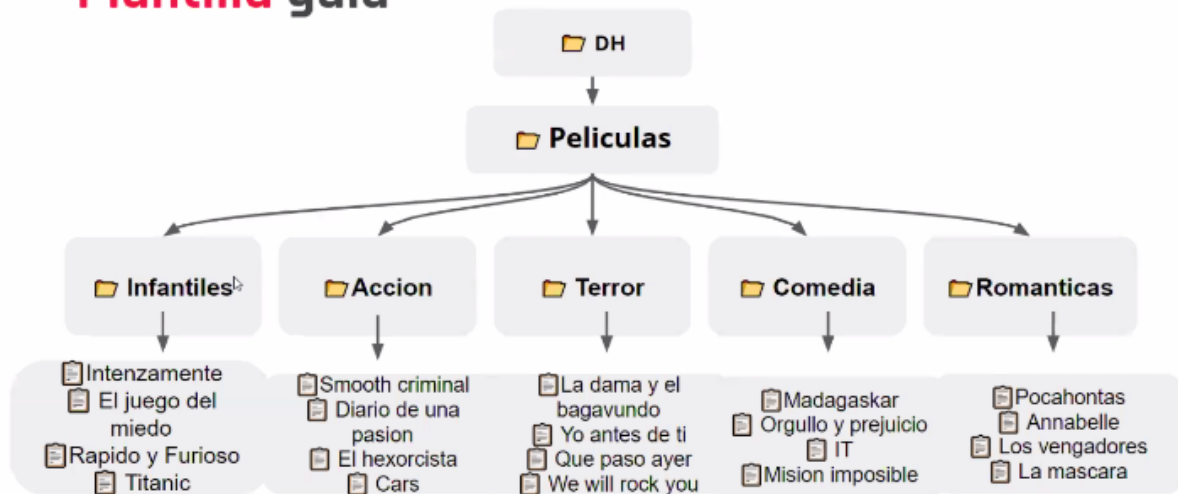 Plantilla guia
DH
Peliculas
Infantiles
Accion
Terror
Comedia
Romanticas
Intenzamente
El juego del
miedo
Rapido y Furioso
Titanic
Smooth criminal
Diario de una
pasion
El hexorcista
Cars
La dama y el
bagavundo
Yo antes de ti
Que paso ayer
We will rock you
Madagaskar
Orgullo y prejuicio
IT
Mision imposible
Pocahontas
Annabelle
Los vengadores
La mascara